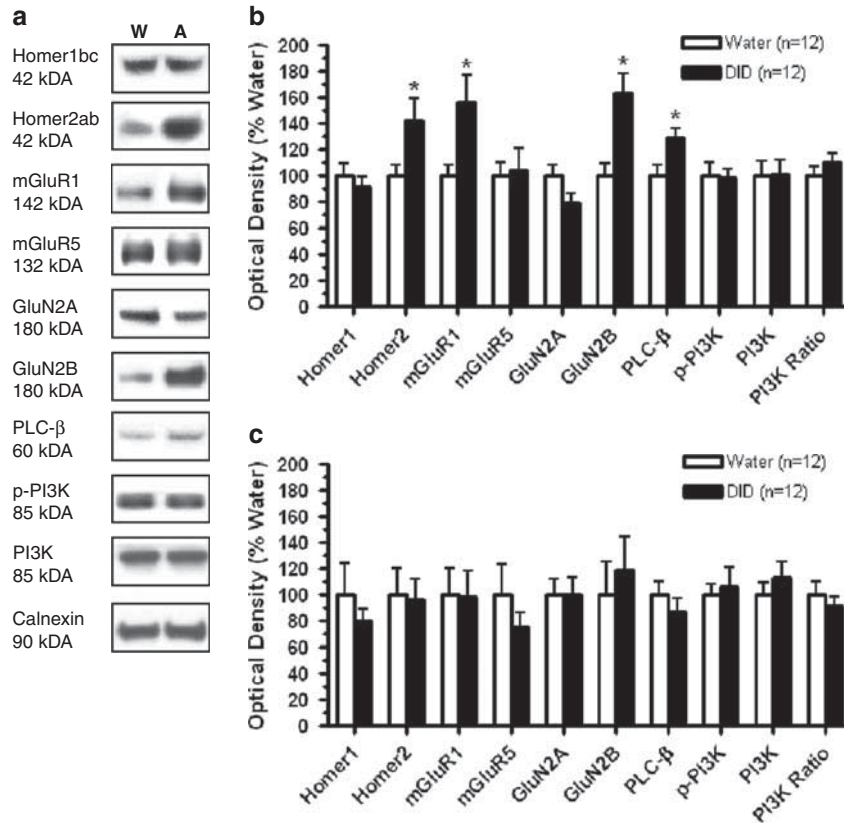 a
W A
Homer1bc
42 kDA
Homer2ab
42 kDA
mGluR1
142 kDA
mGluR5
132 kDA
GluN2A
180 kDA
GluN2B
180 kDA
PLC-β
60 kDA
p-PI3K
85 kDA
PI3K
85 kDA
Calnexin
90 kDA
b
Optical Density (% Water)
200
180
160
140
120
100
80
60
40
20
0
Water (n=12)
DID (n=12)
* * * *
Homer1
Homer2
mGluR1
mGluR5
GluN2A
GluN2B
PLC-β
p-PI3K
PI3K
PI3K Ratio
c
Optical Density (% Water)
200
180
160
140
120
100
80
60
40
20
0
Water (n=12)
DID (n=12)
Homer1
Homer2
mGluR1
mGluR5
GluN2A
GluN2B
PLC-β
p-PI3K
PI3K
PI3K Ratio